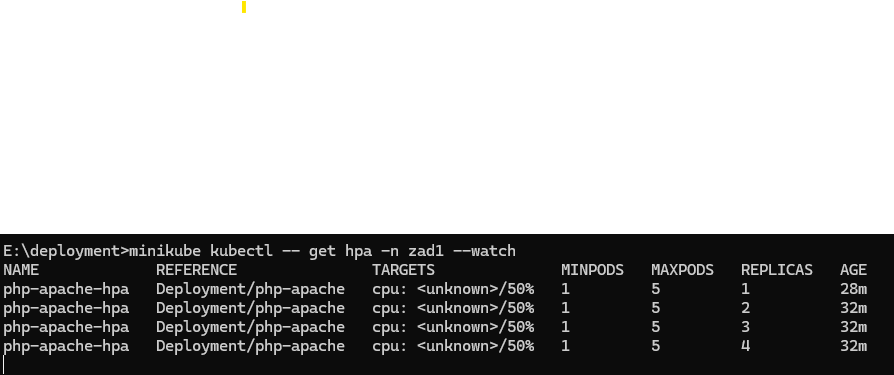 E:\deployment>minikube kubectl -- get hpa -n zad1 --watch
NAME REFERENCE TARGETS MINPODS MAXPODS REPLICAS AGE
php-apache-hpa Deployment/php-apache cpu: <unknown>/50% 1 5 1 28m
php-apache-hpa Deployment/php-apache cpu: <unknown>/50% 1 5 2 32m
php-apache-hpa Deployment/php-apache cpu: <unknown>/50% 1 5 3 32m
php-apache-hpa Deployment/php-apache cpu: <unknown>/50% 1 5 4 32m